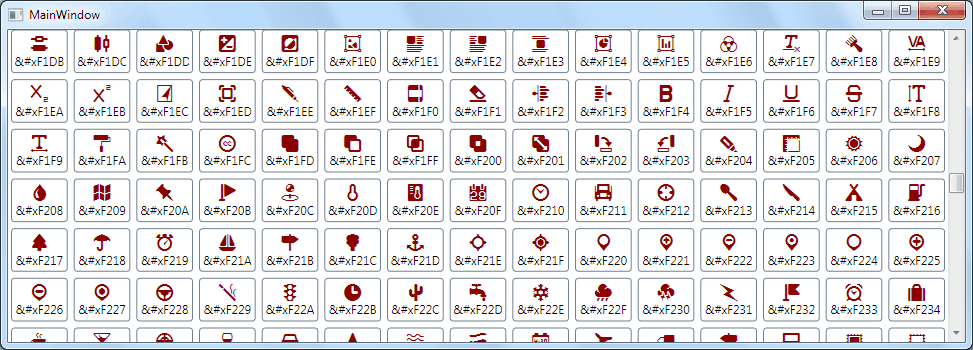 MainWindow
&#xF1DB &#xF1DC &#xF1DD &#xF1DE &#xF1DF &#xF1E0 &#xF1E1 &#xF1E2 &#xF1E3 &#xF1E4 &#xF1E5 &#xF1E6 &#xF1E7 &#xF1E8 &#xF1E9
&#xF1EA &#xF1EB &#xF1EC &#xF1ED &#xF1EE &#xF1EF &#xF1F0 &#xF1F1 &#xF1F2 &#xF1F3 &#xF1F4 &#xF1F5 &#xF1F6 &#xF1F7 &#xF1F8
&#xF1F9 &#xF1FA &#xF1FB &#xF1FC &#xF1FD &#xF1FE &#xF1FF &#xF200 &#xF201 &#xF202 &#xF203 &#xF204 &#xF205 &#xF206 &#xF207
&#xF208 &#xF209 &#xF20A &#xF20B &#xF20C &#xF20D &#xF20E &#xF20F &#xF210 &#xF211 &#xF212 &#xF213 &#xF214 &#xF215 &#xF216
&#xF217 &#xF218 &#xF219 &#xF21A &#xF21B &#xF21C &#xF21D &#xF21E &#xF21F &#xF220 &#xF221 &#xF222 &#xF223 &#xF224 &#xF225
&#xF226 &#xF227 &#xF228 &#xF229 &#xF22A &#xF22B &#xF22C &#xF22D &#xF22E &#xF22F &#xF230 &#xF231 &#xF232 &#xF233 &#xF234